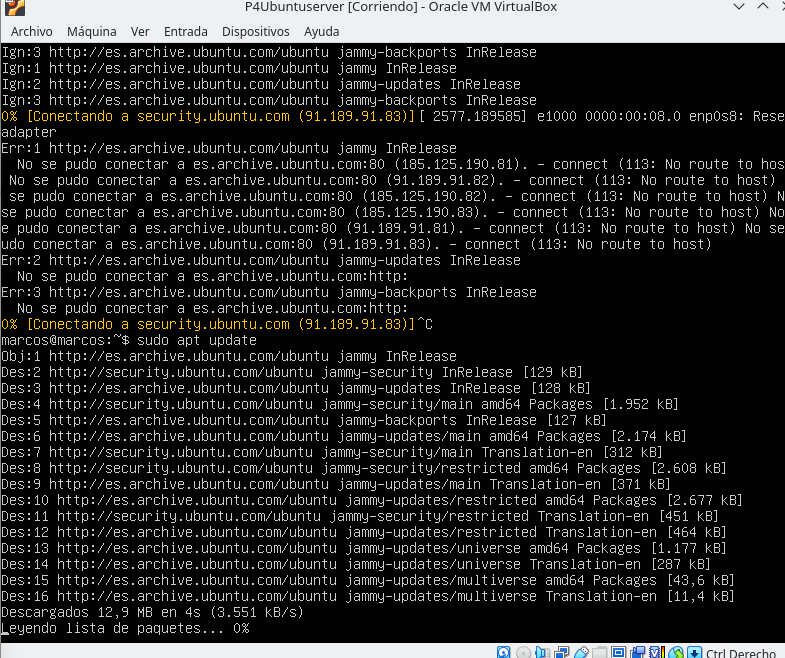 P4Ubuntuserver [Corriendo] - Oracle VM VirtualBox
Archivo Máquina Ver Entrada Dispositivos Ayuda
Ign:3 http://es.archive.ubuntu.com/ubuntu jammy-backports InRelease
Ign:1 http://es.archive.ubuntu.com/ubuntu jammy InRelease
Ign:2 http://es.archive.ubuntu.com/ubuntu jammy-updates InRelease
Ign:3 http://es.archive.ubuntu.com/ubuntu jammy-backports InRelease
0% [Conectando a security.ubuntu.com (91.189.91.83)][ 2577.189585] e1000 0000:00:08.0 enp0s8: Rese
adapter
Err:1 http://es.archive.ubuntu.com/ubuntu jammy InRelease
No se pudo conectar a es.archive.ubuntu.com:80 (185.125.190.81). - connect (113: No route to hos
No se pudo conectar a es.archive.ubuntu.com:80 (91.189.91.82). - connect (113: No route to host)
se pudo conectar a es.archive.ubuntu.com:80 (185.125.190.82). - connect (113: No route to host) N
se pudo conectar a es.archive.ubuntu.com:80 (185.125.190.83). - connect (113: No route to host) No
e pudo conectar a es.archive.ubuntu.com:80 (91.189.91.81). - connect (113: No route to host) No se
udo conectar a es.archive.ubuntu.com:80 (91.189.91.83). - connect (113: No route to host)
Err:2 http://es.archive.ubuntu.com/ubuntu jammy-updates InRelease
No se pudo conectar a es.archive.ubuntu.com:http:
Err:3 http://es.archive.ubuntu.com/ubuntu jammy-backports InRelease
No se pudo conectar a es.archive.ubuntu.com:http:
0% [Conectando a security.ubuntu.com (91.189.91.83)]^C
marcos@marcos:~$ sudo apt update
Obj:1 http://es.archive.ubuntu.com/ubuntu jammy InRelease
Des:2 http://security.ubuntu.com/ubuntu jammy-security InRelease [129 kB]
Des:3 http://es.archive.ubuntu.com/ubuntu jammy-updates InRelease [128 kB]
Des:4 http://security.ubuntu.com/ubuntu jammy-security/main amd64 Packages [1.952 kB]
Des:5 http://es.archive.ubuntu.com/ubuntu jammy-backports InRelease [127 kB]
Des:6 http://es.archive.ubuntu.com/ubuntu jammy-updates/main amd64 Packages [2.174 kB]
Des:7 http://security.ubuntu.com/ubuntu jammy-security/main Translation-en [312 kB]
Des:8 http://security.ubuntu.com/ubuntu jammy-security/restricted amd64 Packages [2.608 kB]
Des:9 http://es.archive.ubuntu.com/ubuntu jammy-updates/main Translation-en [371 kB]
Des:10 http://es.archive.ubuntu.com/ubuntu jammy-updates/restricted amd64 Packages [2.677 kB]
Des:11 http://security.ubuntu.com/ubuntu jammy-security/restricted Translation-en [451 kB]
Des:12 http://es.archive.ubuntu.com/ubuntu jammy-updates/restricted Translation-en [464 kB]
Des:13 http://es.archive.ubuntu.com/ubuntu jammy-updates/universe amd64 Packages [1.177 kB]
Des:14 http://es.archive.ubuntu.com/ubuntu jammy-updates/universe Translation-en [287 kB]
Des:15 http://es.archive.ubuntu.com/ubuntu jammy-updates/multiverse amd64 Packages [43,6 kB]
Des:16 http://es.archive.ubuntu.com/ubuntu jammy-updates/multiverse Translation-en [11,4 kB]
Descargados 12,9 MB en 4s (3.551 kB/s)
Leyendo lista de paquetes... 0%
Ctrl Derecho